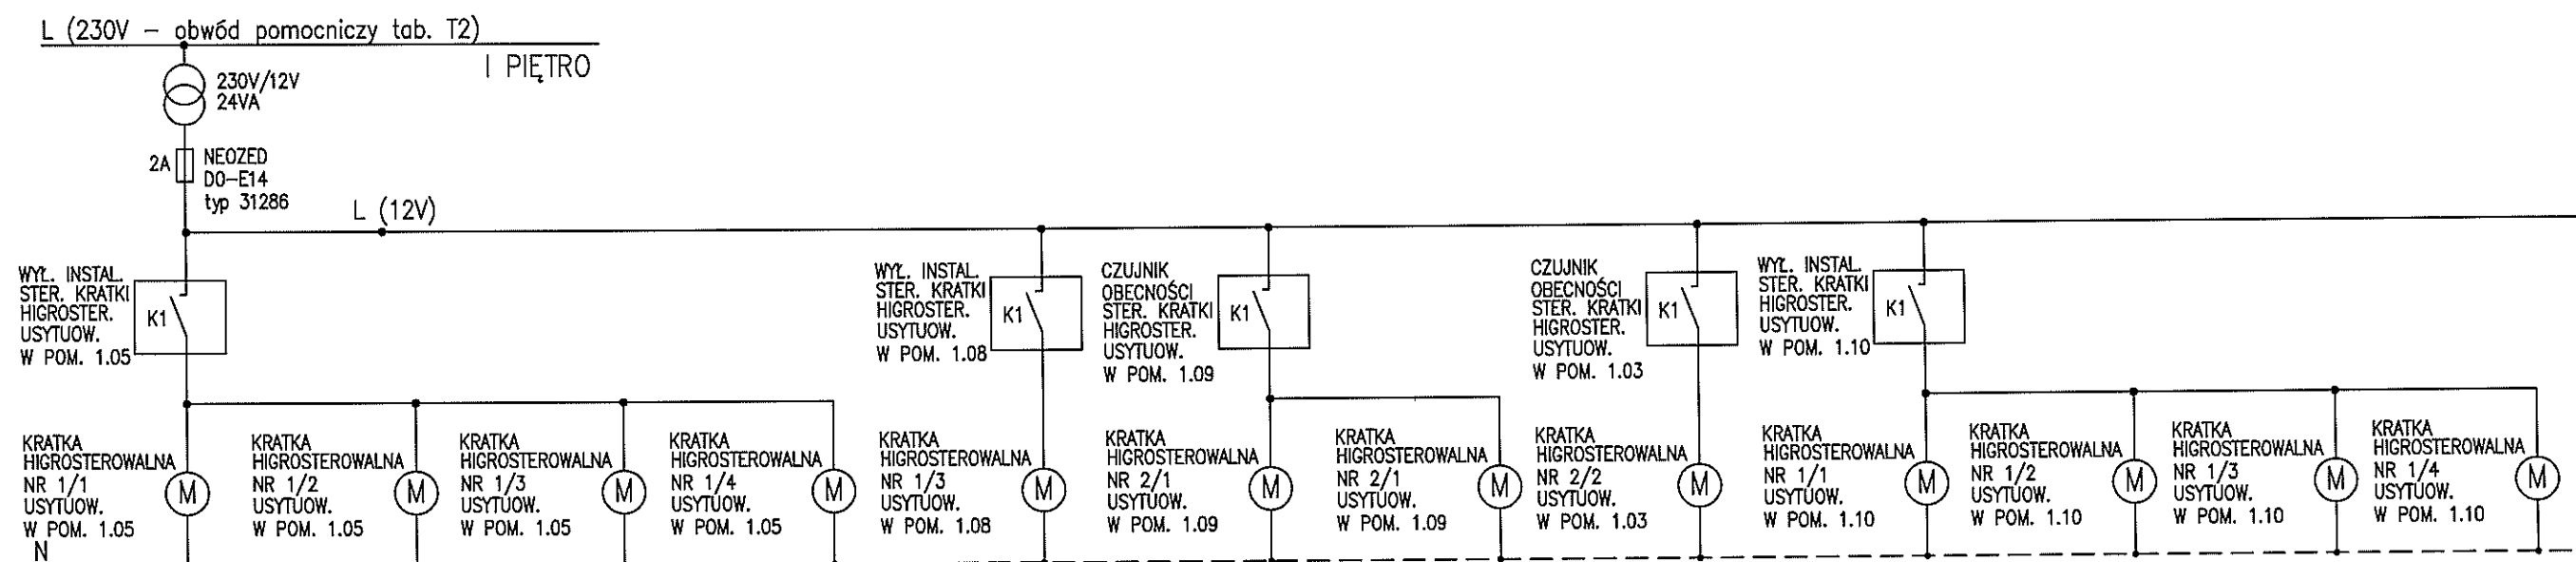 L (230V – obwód pomocniczy tab. T2)
I PIĘTRO
230V/12V
24VA
2A
NEOZED
D0–E14
typ 31286
L (12V)
WYŁ. INSTAL.
STER. KRATKI
HIGROSTER.
USYTUOW.
W POM. 1.05
K1
WYŁ. INSTAL.
STER. KRATKI
HIGROSTER.
USYTUOW.
W POM. 1.08
K1
CZUJNIK
OBECNOŚCI
STER. KRATKI
HIGROSTER.
USYTUOW.
W POM. 1.09
K1
CZUJNIK
OBECNOŚCI
STER. KRATKI
HIGROSTER.
USYTUOW.
W POM. 1.03
K1
WYŁ. INSTAL.
STER. KRATKI
HIGROSTER.
USYTUOW.
W POM. 1.10
K1
KRATKA
HIGROSTEROWALNA
NR 1/1
USYTUOW.
W POM. 1.05
M
KRATKA
HIGROSTEROWALNA
NR 1/2
USYTUOW.
W POM. 1.05
M
KRATKA
HIGROSTEROWALNA
NR 1/3
USYTUOW.
W POM. 1.05
M
KRATKA
HIGROSTEROWALNA
NR 1/4
USYTUOW.
W POM. 1.05
M
KRATKA
HIGROSTEROWALNA
NR 1/3
USYTUOW.
W POM. 1.08
M
KRATKA
HIGROSTEROWALNA
NR 2/1
USYTUOW.
W POM. 1.09
M
KRATKA
HIGROSTEROWALNA
NR 2/1
USYTUOW.
W POM. 1.09
M
KRATKA
HIGROSTEROWALNA
NR 2/2
USYTUOW.
W POM. 1.03
M
KRATKA
HIGROSTEROWALNA
NR 1/1
USYTUOW.
W POM. 1.10
M
KRATKA
HIGROSTEROWALNA
NR 1/2
USYTUOW.
W POM. 1.10
M
KRATKA
HIGROSTEROWALNA
NR 1/3
USYTUOW.
W POM. 1.10
M
KRATKA
HIGROSTEROWALNA
NR 1/4
USYTUOW.
W POM. 1.10
M
N